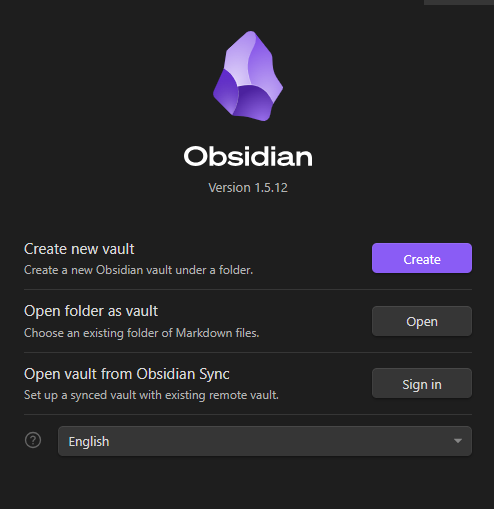 Obsidian
Version 1.5.12
Create new vault
Create a new Obsidian vault under a folder.
Create
Open folder as vault
Choose an existing folder of Markdown files.
Open
Open vault from Obsidian Sync
Set up a synced vault with existing remote vault.
Sign in
English